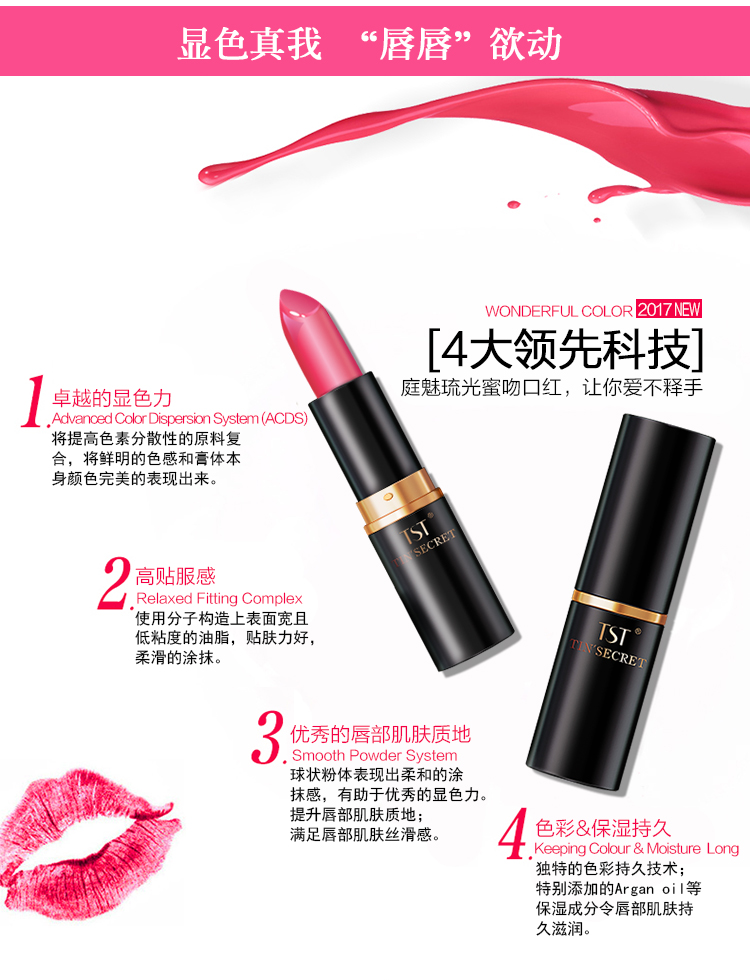 显色真我 “唇唇”欲动
WONDERFUL COLOR 2017 NEW
[4大领先科技]
庭魅琉光蜜吻口红，让你爱不释手
1.
卓越的显色力
Advanced Color Dispersion System (ACDS)
将提高色素分散性的原料复
合，将鲜明的色感和膏体本
身颜色完美的表现出来。
TST®
TIN'SECRET
2.
高贴服感
Relaxed Fitting Complex
使用分子构造上表面宽且
低粘度的油脂，贴肤力好，
柔滑的涂抹。
TST®
TIN'SECRET
3.
优秀的唇部肌肤质地
Smooth Powder System
球状粉体表现出柔和的涂
抹感，有助于优秀的显色力。
提升唇部肌肤质地；
满足唇部肌肤丝滑感。
4.
色彩&保湿持久
Keeping Colour & Moisture Long
独特的色彩持久技术；
特别添加的Argan oil等
保湿成分令唇部肌肤持
久滋润。